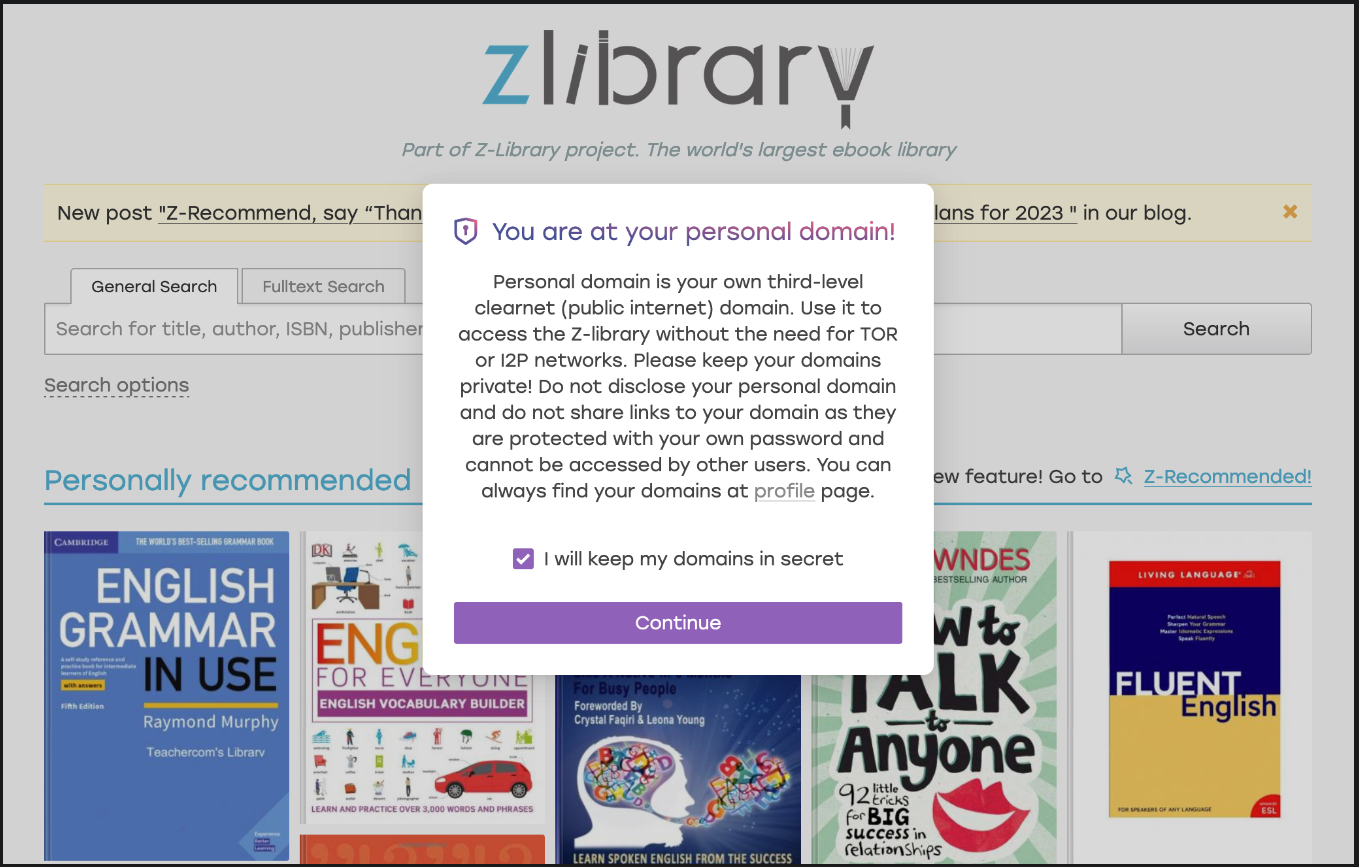 zlibrary
Part of Z-Library project. The world's largest ebook library
New post "Z-Recommend, say “Than
lans for 2023 " in our blog.
You are at your personal domain!
Personal domain is your own third-level
clearnet (public internet) domain. Use it to
access the Z-library without the need for TOR
or I2P networks. Please keep your domains
private! Do not disclose your personal domain
and do not share links to your domain as they
are protected with your own password and
cannot be accessed by other users. You can
always find your domains at profile page.
I will keep my domains in secret
Continue
General Search
Fulltext Search
Search for title, author, ISBN, publisher
Search
Search options
Personally recommended
ew feature! Go to Z-Recommended!
CAMBRIDGE
THE WORLD'S BEST-SELLING GRAMMAR BOOK
ENGLISH
GRAMMAR
IN USE
A self-study reference and
practice book for intermediate
learners of English
with answers
Fifth Edition
Raymond Murphy
Teachercom's Library
Experience
Better
Learning
DK
ENG
FOR EVERYONE
ENGLISH VOCABULARY BUILDER
LEARN AND PRACTICE OVER 3,000 WORDS AND PHRASES
For Busy People
Foreworded By
Crystal Faqiri & Leona Young
LEARN SPOKEN ENGLISH FROM THE SUCCESS
WNDES
BESTSELLING AUTHOR
W to
TALK
to
Anyone
92 little
tricks
for BIG
success in
relationships
LIVING LANGUAGE
Perfect Natural Speech
Sharpen Your Grammar
Master Idiomatic Expressions
Speak Fluently
FLUENT
English
FOR SPEAKERS OF ANY LANGUAGE
ADVANCED
ESL